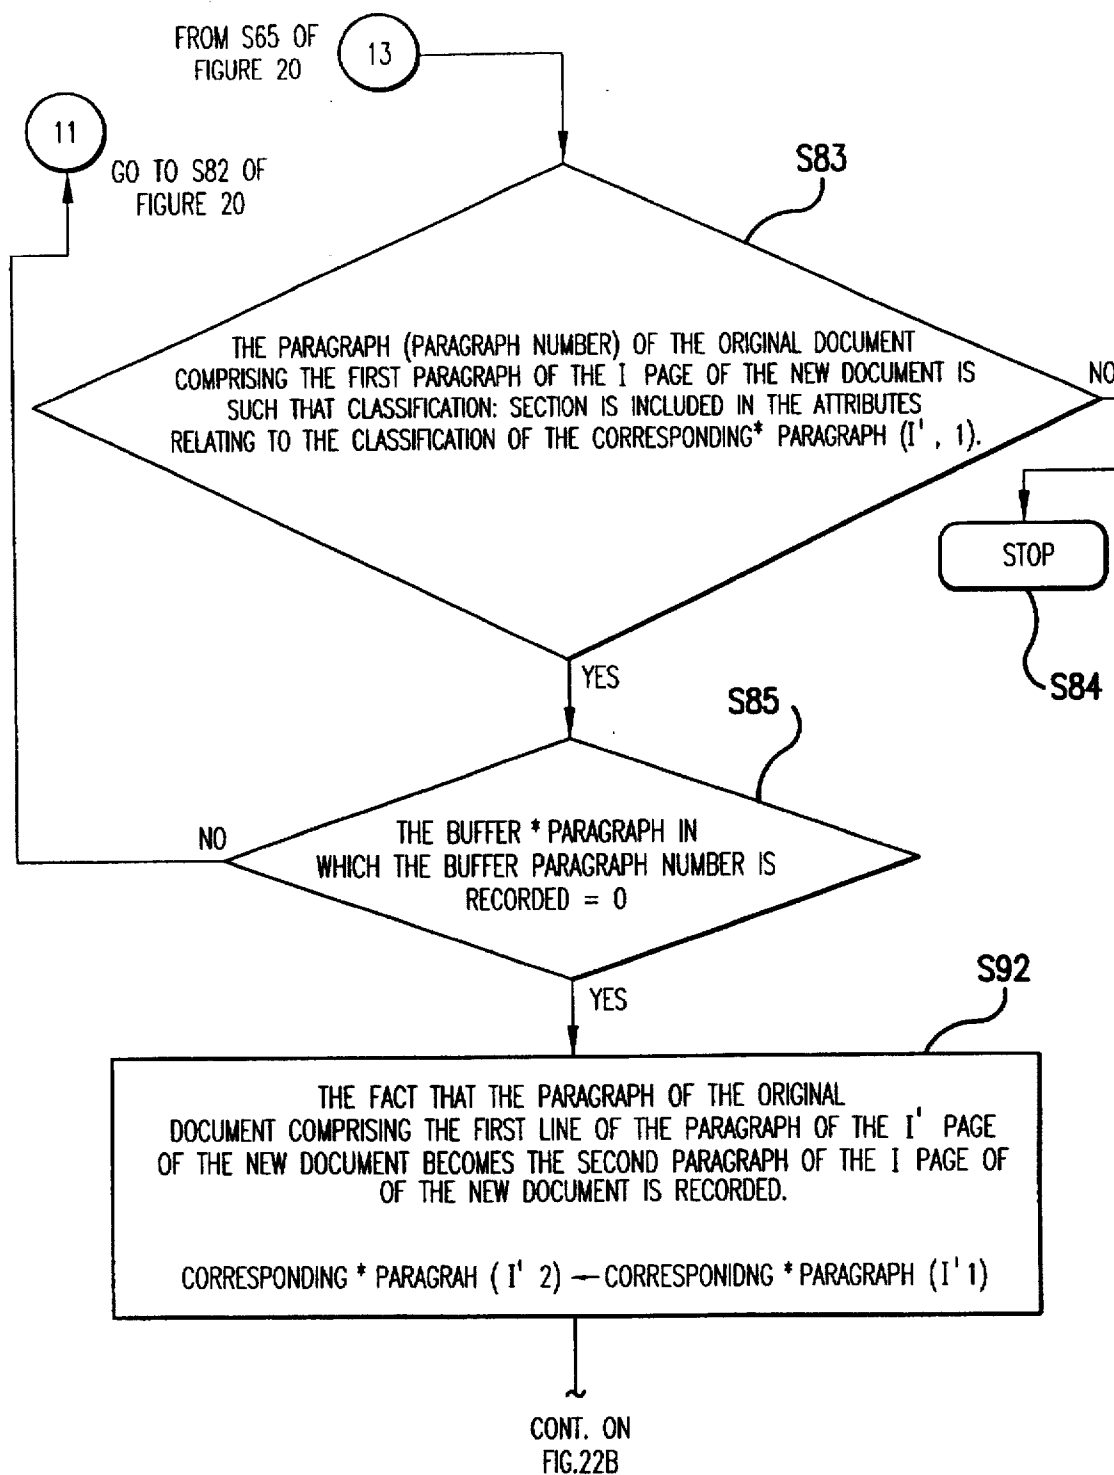 FROM S65 OF
FIGURE 20
13
11
GO TO S82 OF
FIGURE 20
S83
THE PARAGRAPH (PARAGRAPH NUMBER) OF THE ORIGINAL DOCUMENT
COMPRISING THE FIRST PARAGRAPH OF THE I PAGE OF THE NEW DOCUMENT IS
SUCH THAT CLASSIFICATION: SECTION IS INCLUDED IN THE ATTRIBUTES
RELATING TO THE CLASSIFICATION OF THE CORRESPONDING* PARAGRAPH (I' , 1).
NO
STOP
S84
YES
S85
NO
THE BUFFER * PARAGRAPH IN
WHICH THE BUFFER PARAGRAPH NUMBER IS
RECORDED = 0
YES
S92
THE FACT THAT THE PARAGRAPH OF THE ORIGINAL
DOCUMENT COMPRISING THE FIRST LINE OF THE PARAGRAPH OF THE I' PAGE
OF THE NEW DOCUMENT BECOMES THE SECOND PARAGRAPH OF THE I PAGE OF
OF THE NEW DOCUMENT IS RECORDED.
CORRESPONDING * PARAGRAH ( I' 2) ← CORRESPONIDNG * PARAGRAPH (I' 1)
CONT. ON
FIG.22B